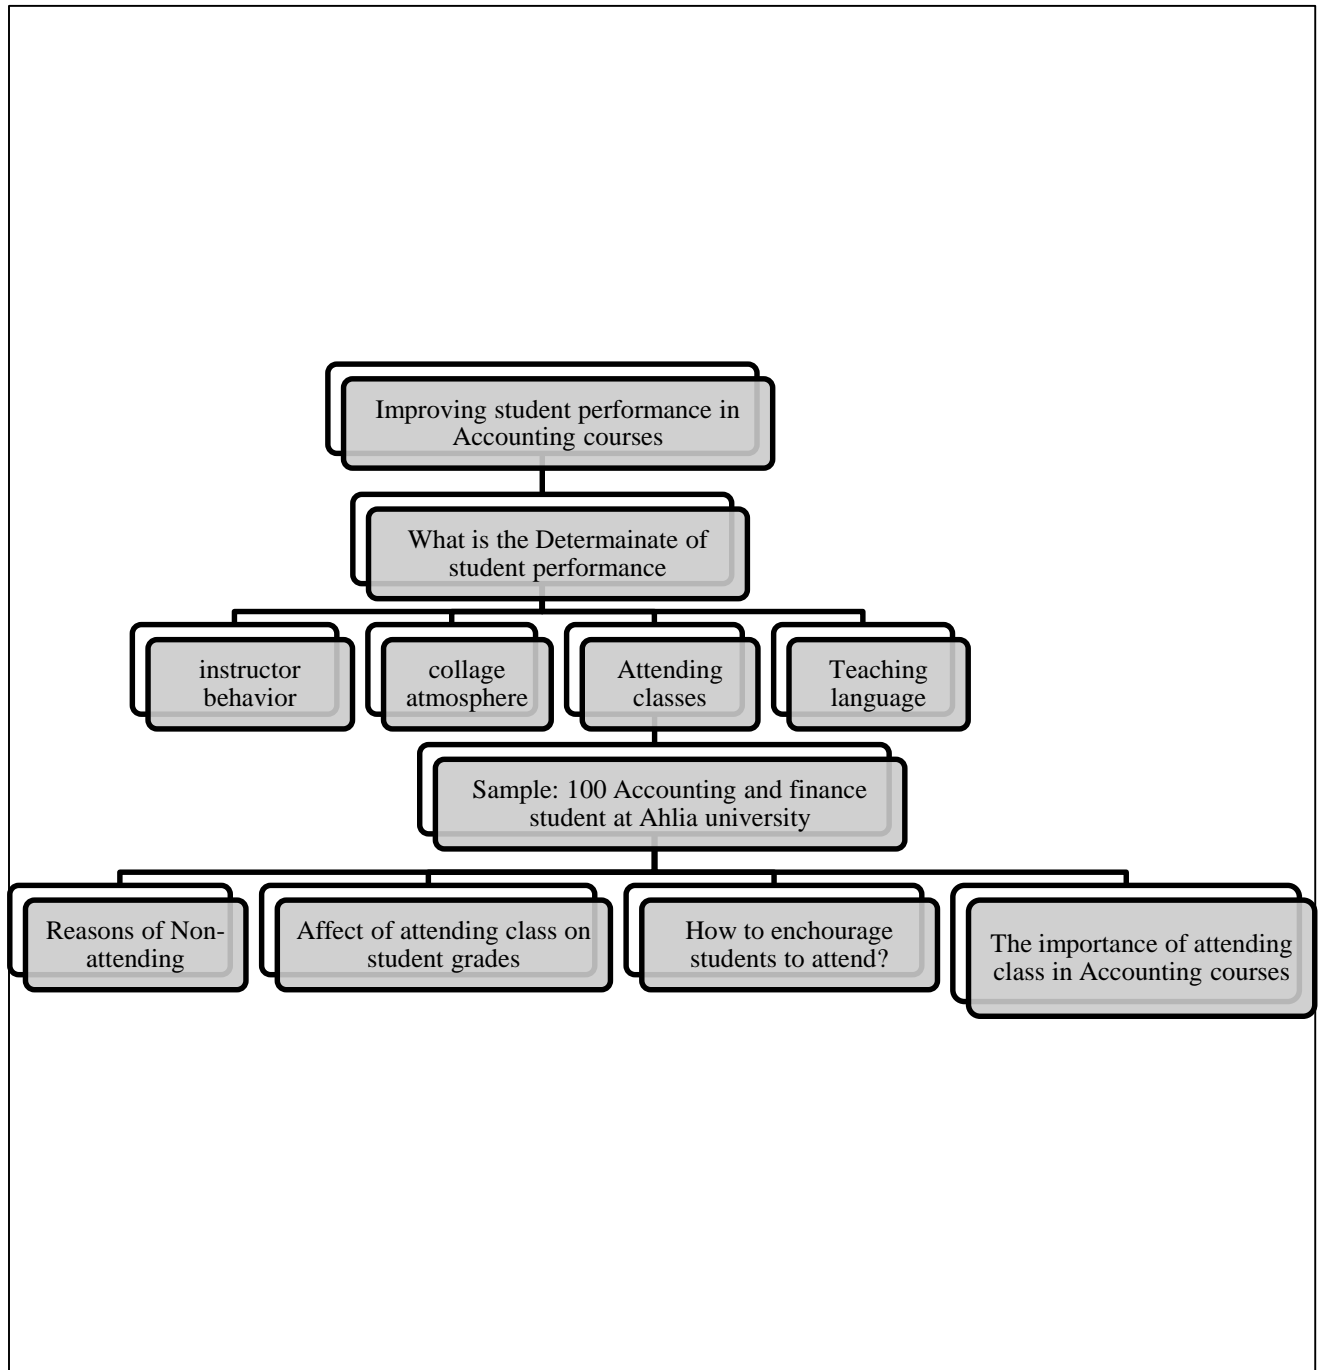 Improving student performance in
Accounting courses
What is the Determainate of
student performance
instructor
behavior
collage
atmosphere
Attending
classes
Teaching
language
Sample: 100 Accounting and finance
student at Ahlia university
Reasons of Non-
attending
Affect of attending class on
student grades
How to enchourage
students to attend?
The importance of attending
class in Accounting courses